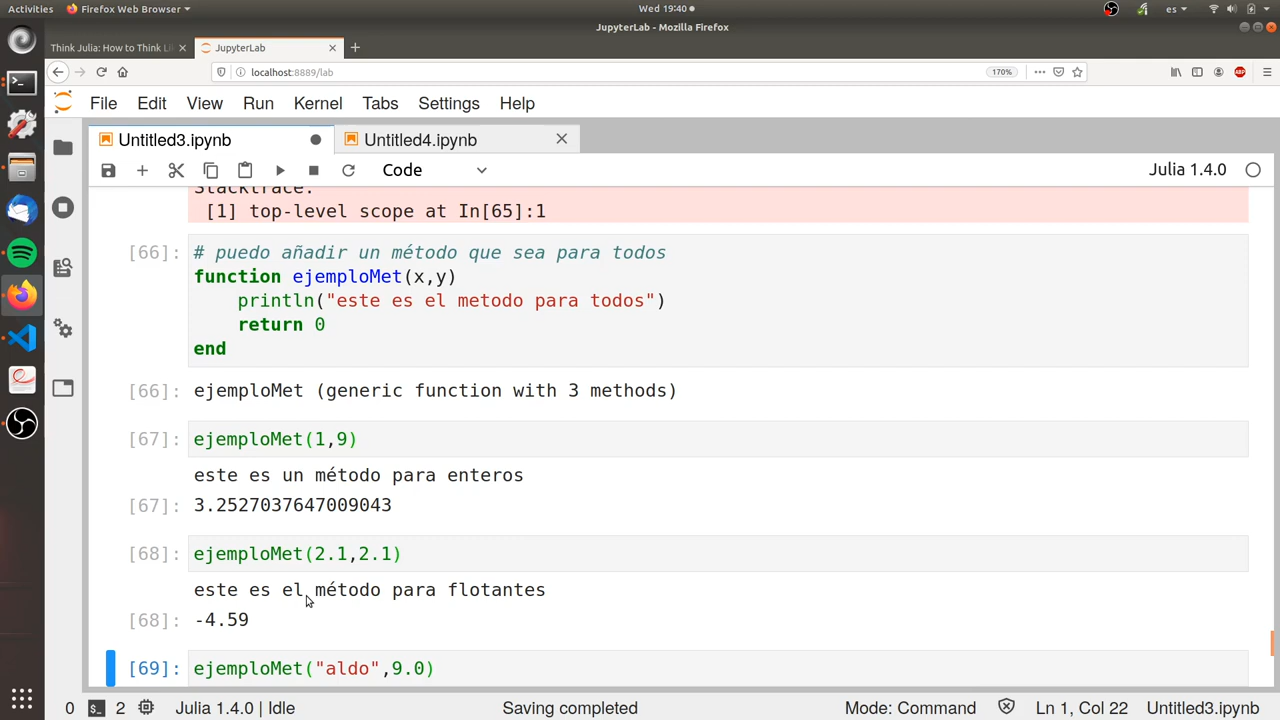 Activities
Firefox Web Browser
Wed 19:40
es
JupyterLab - Mozilla Firefox
Think Julia: How to Think Li
JupyterLab
localhost:8889/lab
170%
ABP
File Edit View Run Kernel Tabs Settings Help
Untitled3.ipynb
Untitled4.ipynb
Code
Julia 1.4.0
Stacktrace:
[1] top-level scope at In[65]:1
[66]: # puedo añadir un método que sea para todos
function ejemploMet(x,y)
println("este es el metodo para todos")
return 0
end
[66]: ejemploMet (generic function with 3 methods)
[67]: ejemploMet(1,9)
este es un método para enteros
[67]: 3.2527037647009043
[68]: ejemploMet(2.1,2.1)
este es el método para flotantes
[68]: -4.59
[69]: ejemploMet("aldo",9.0)
0 2 Julia 1.4.0 | Idle Saving completed Mode: Command Ln 1, Col 22 Untitled3.ipynb